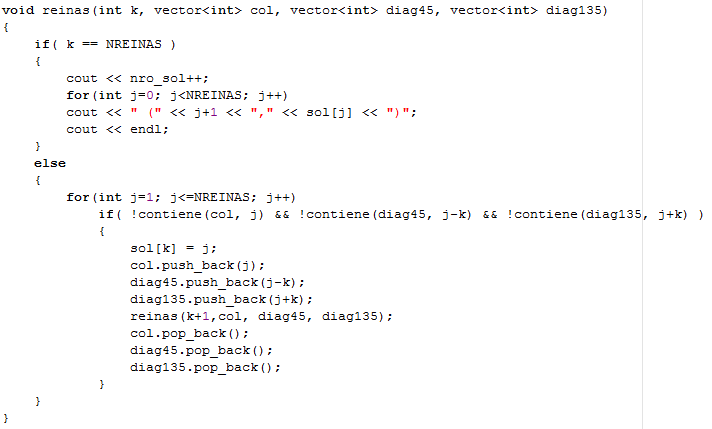 void reinas(int k, vector<int> col, vector<int> diag45, vector<int> diag135)
{
    if( k == NREINAS )
    {
        cout << nro_sol++;
        for(int j=0; j<NREINAS; j++)
        cout << " (" << j+1 << "," << sol[j] << ")";
        cout << endl;
    }
    else
    {
        for(int j=1; j<=NREINAS; j++)
            if( !contiene(col, j) && !contiene(diag45, j-k) && !contiene(diag135, j+k) )
            {
                sol[k] = j;
                col.push_back(j);
                diag45.push_back(j-k);
                diag135.push_back(j+k);
                reinas(k+1,col, diag45, diag135);
                col.pop_back();
                diag45.pop_back();
                diag135.pop_back();
            }
    }
}